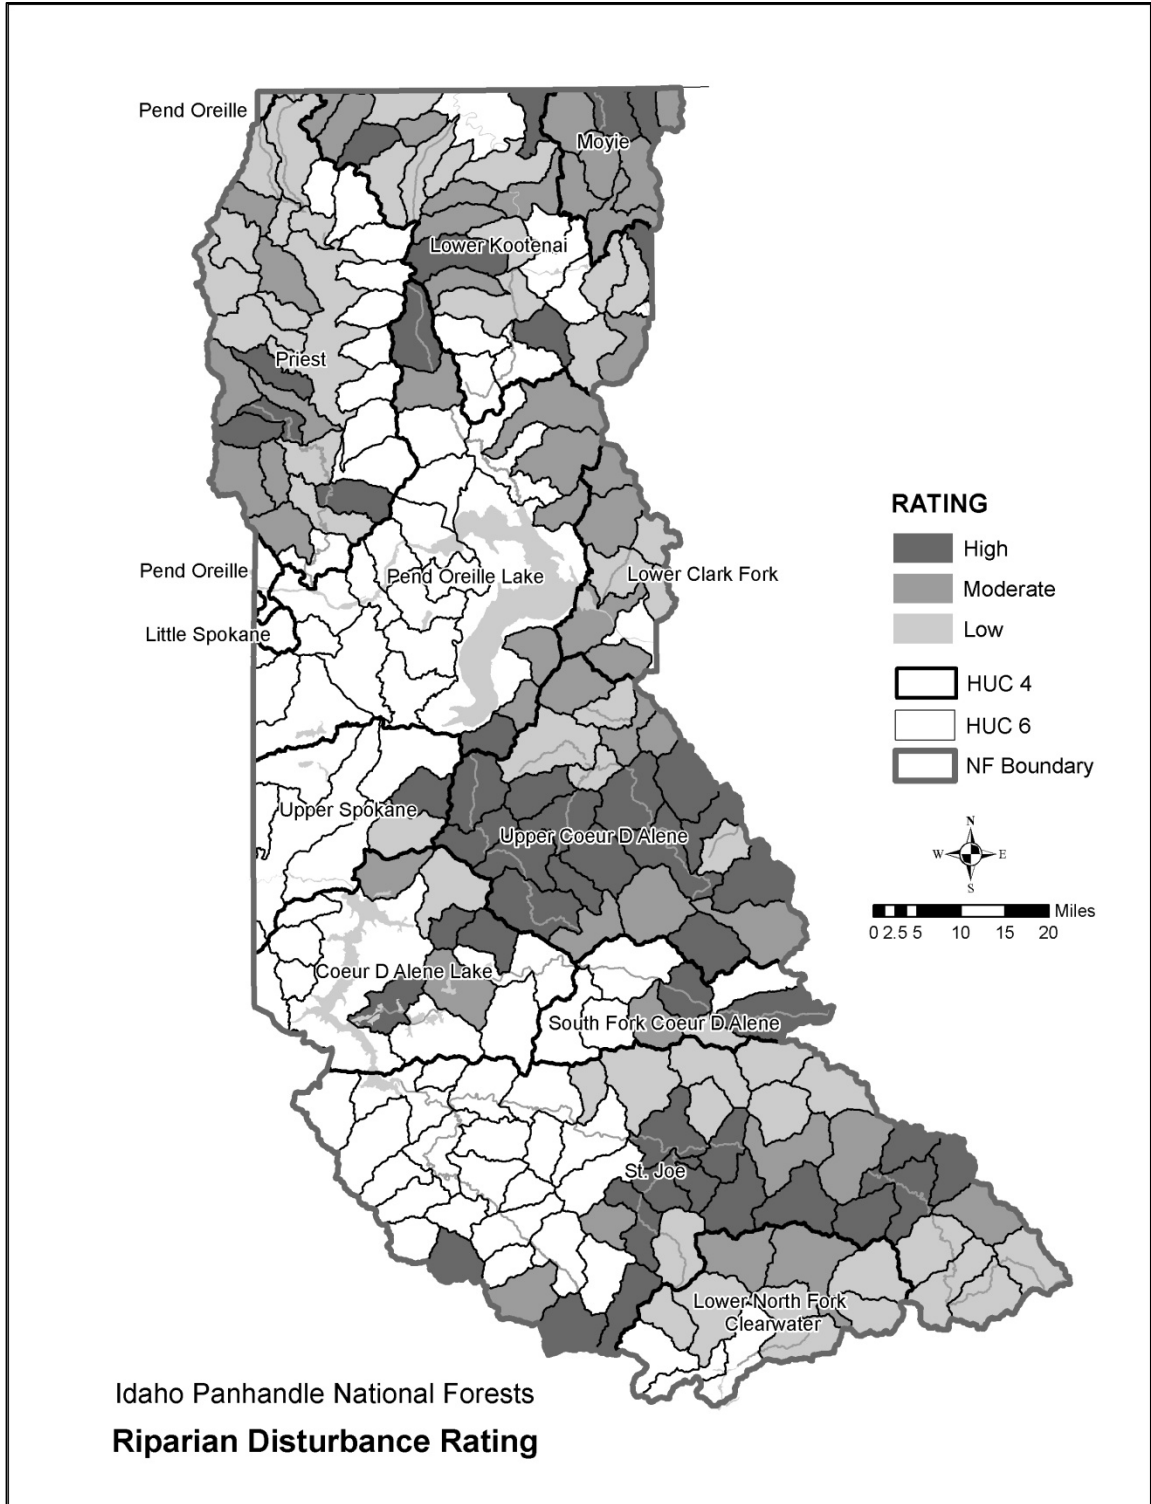 Pend Oreille
Moyie
Lower Kootenai
Priest
RATING
High
Moderate
Low
HUC 4
HUC 6
NF Boundary
Pend Oreille
Pend Oreille Lake
Lower Clark Fork
Little Spokane
Upper Spokane
Upper Coeur D Alene
N
W E
S
Miles
0 2.5 5 10 15 20
Coeur D Alene Lake
South Fork Coeur D Alene
St. Joe
Lower North Fork
Clearwater
Idaho Panhandle National Forests
Riparian Disturbance Rating